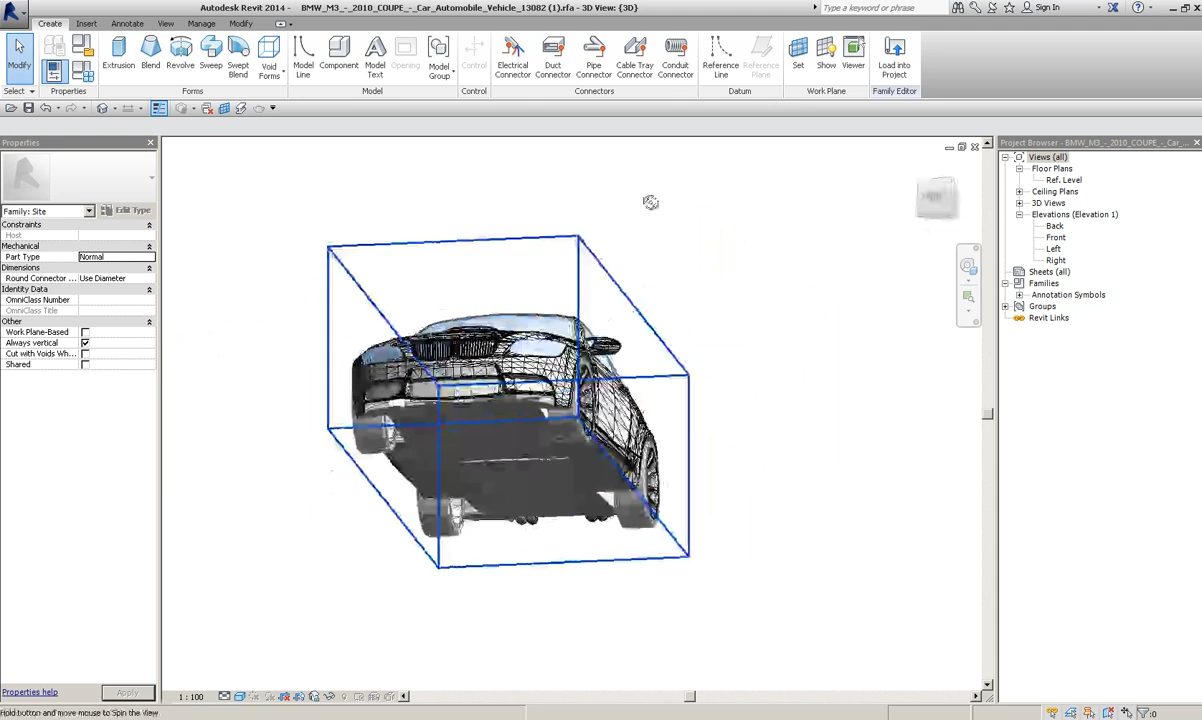 Autodesk Revit 2014 - BMW_M3_-_2010_COUPE_-_Car_Automobile_Vehicle_13082 (1).rfa - 3D View: {3D}
Type a keyword or phrase
Sign In
Create Insert Annotate View Manage Modify
Modify
Extrusion Blend Revolve Sweep Swept Blend Void Forms
Model Line Component Model Text Opening Model Group Control
Electrical Connector Duct Connector Pipe Connector Cable Tray Connector Conduit Connector
Reference Line Reference Plane Set Show Viewer Load into Project
Select Properties Forms Model Control Connectors Datum Work Plane Family Editor
Properties
Family: Site
Edit Type
Constraints
Host
Mechanical
Part Type Normal
Dimensions
Round Connector ... Use Diameter
Identity Data
OmniClass Number
OmniClass Title
Other
Work Plane-Based
Always vertical
Cut with Voids Wh...
Shared
Properties help
Apply
1 : 100
Hold button and move mouse to Spin the View.
:0
Project Browser - BMW_M3_-_2010_COUPE_-_Ca...
Views (all)
Floor Plans
Ref. Level
Ceiling Plans
3D Views
Elevations (Elevation 1)
Back
Front
Left
Right
Sheets (all)
Families
Annotation Symbols
Groups
Revit Links